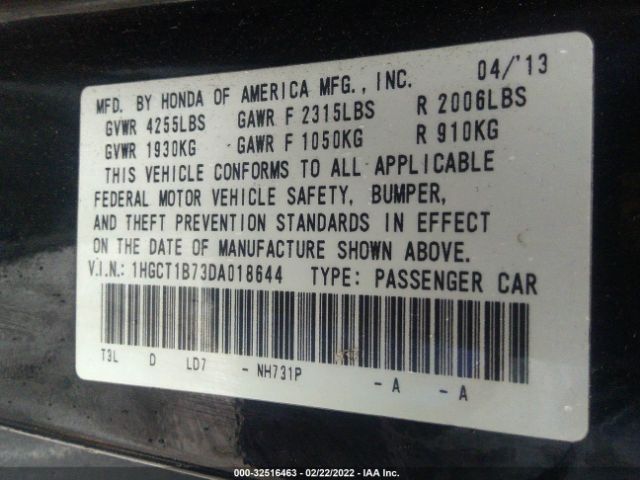 MFD. BY HONDA OF AMERICA MFG., INC. 04/'13
GVWR 4255LBS GAWR F 2315LBS R 2006LBS
GVWR 1930KG GAWR F 1050KG R 910KG
THIS VEHICLE CONFORMS TO ALL APPLICABLE
FEDERAL MOTOR VEHICLE SAFETY, BUMPER,
AND THEFT PREVENTION STANDARDS IN EFFECT
ON THE DATE OF MANUFACTURE SHOWN ABOVE.
V.I.N.: 1HGCT1B73DA018644 TYPE: PASSENGER CAR
T3L D LD7 - NH731P - A - A
000-32516463 - 02/22/2022 - IAA Inc.